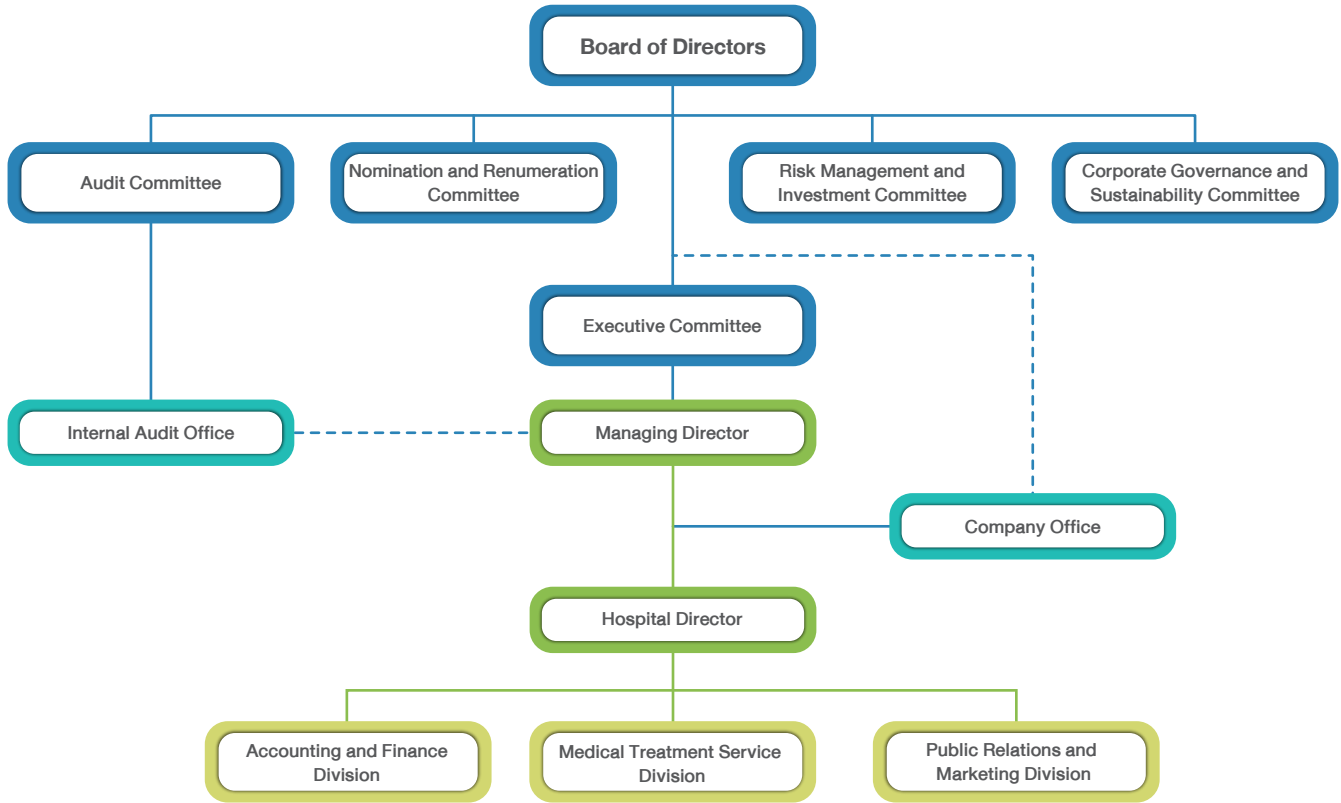 Board of Directors
Audit Committee
Nomination and Renumeration
Committee
Risk Management and
Investment Committee
Corporate Governance and
Sustainability Committee
Executive Committee
Internal Audit Office
Managing Director
Company Office
Hospital Director
Accounting and Finance
Division
Medical Treatment Service
Division
Public Relations and
Marketing Division